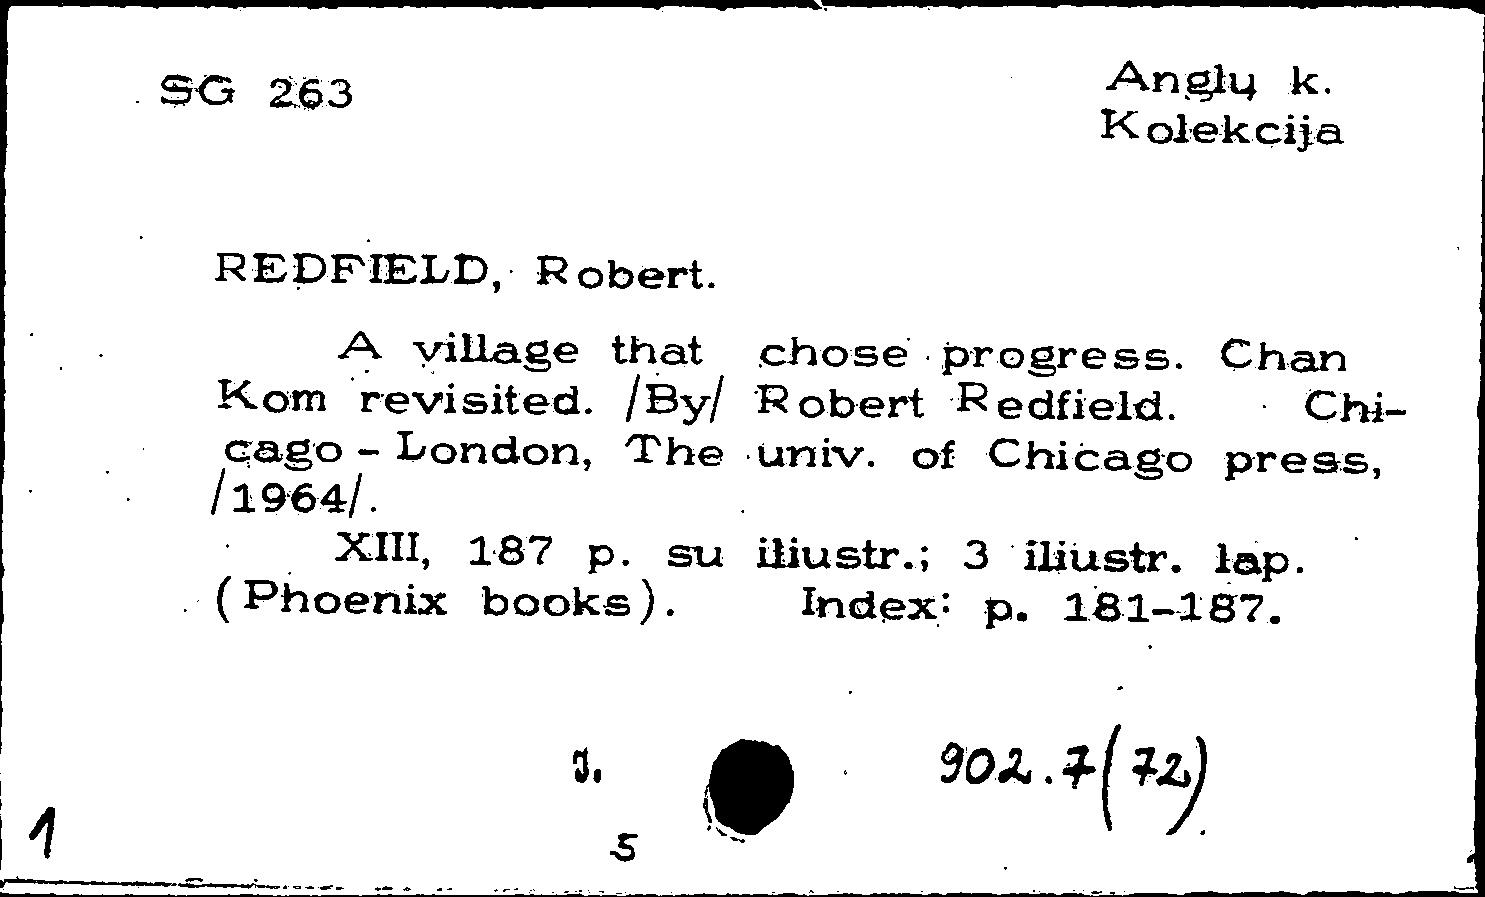 SG 263
Anglų k.
Kolekcija
REDFIELD, Robert.
A village that chose progress. Chan
Kom revisited. /By/ Robert Redfield. Chi-
cago - London, The univ. of Chicago press,
/1964/.
XIII, 187 p. su iliustr.; 3 iliustr. lap.
(Phoenix books). Index: p. 181-187.
J.
902.7(72)
1
5